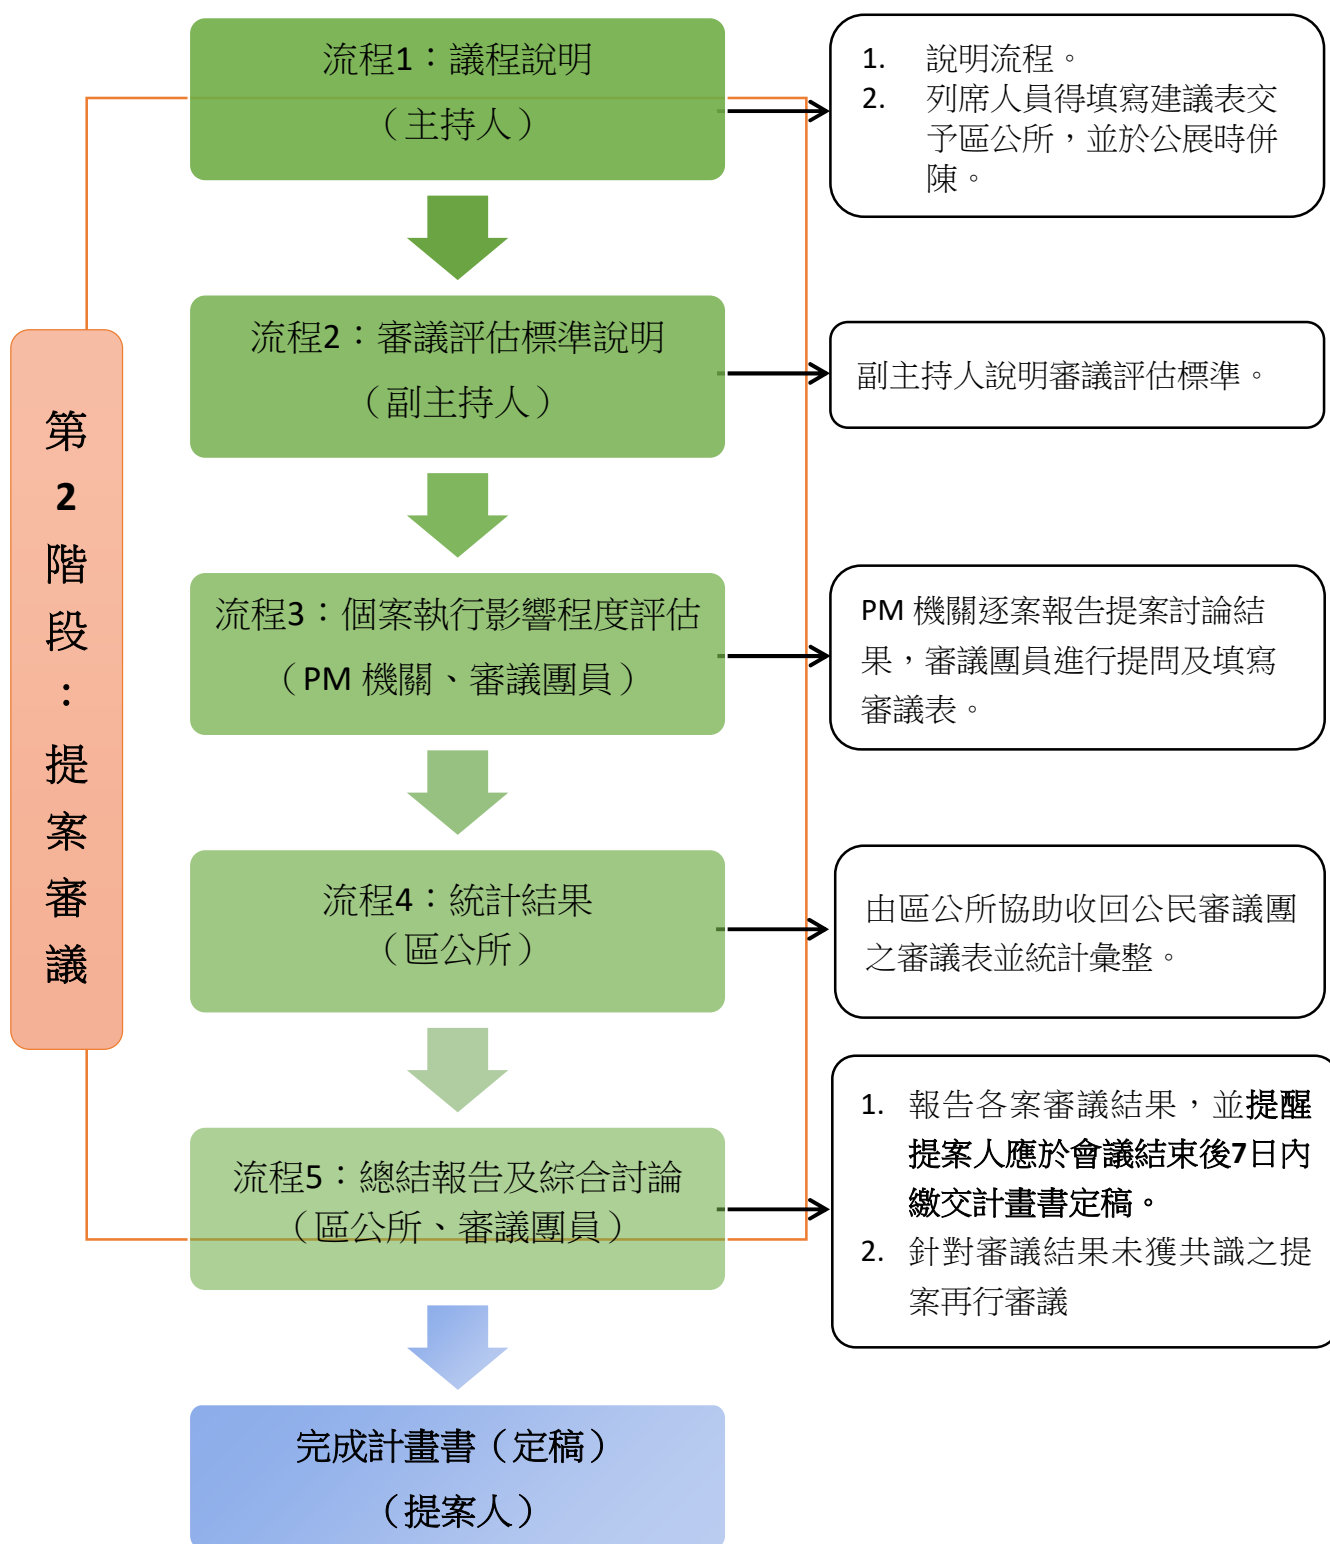 第
2
階
段
：
提
案
審
議
流程1：議程說明
（主持人）
1. 說明流程。
2. 列席人員得填寫建議表交
予區公所，並於公展時併
陳。
流程2：審議評估標準說明
（副主持人）
副主持人說明審議評估標準。
流程3：個案執行影響程度評估
（PM 機關、審議團員）
PM 機關逐案報告提案討論結
果，審議團員進行提問及填寫
審議表。
流程4：統計結果
（區公所）
由區公所協助收回公民審議團
之審議表並統計彙整。
流程5：總結報告及綜合討論
（區公所、審議團員）
1. 報告各案審議結果，並提醒
提案人應於會議結束後7日內
繳交計畫書定稿。
2. 針對審議結果未獲共識之提
案再行審議
完成計畫書（定稿）
（提案人）